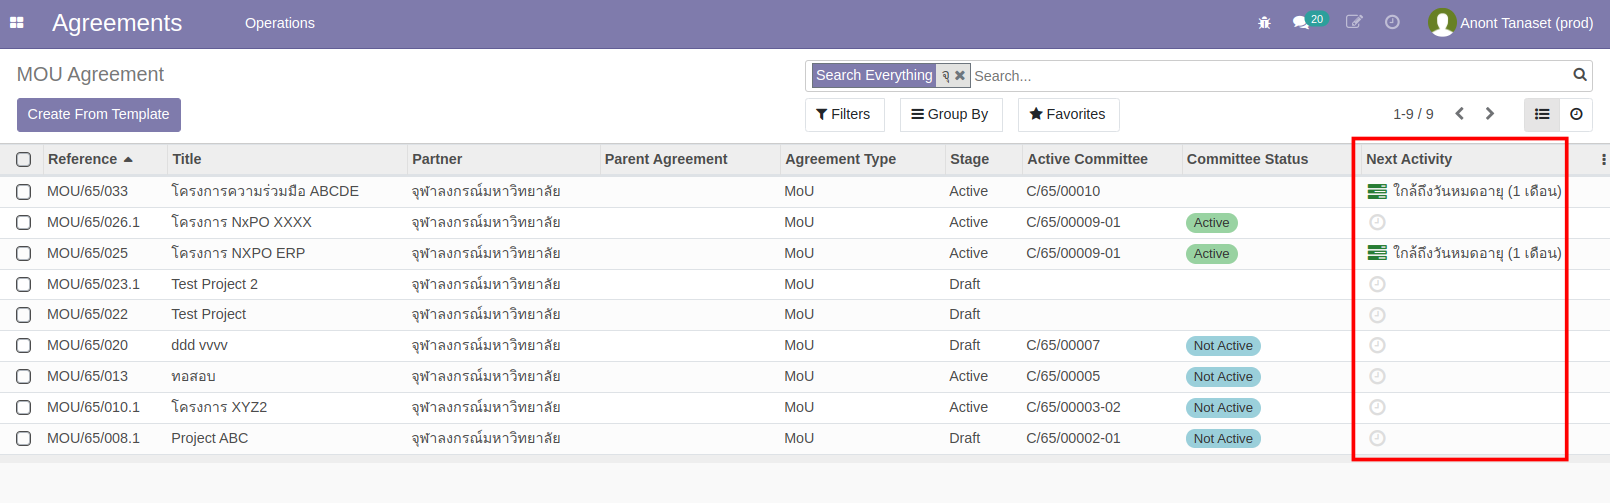 Agreements Operations 20 Anont Tanaset (prod)
MOU Agreement Search Everything จุ Search...
Create From Template Filters Group By Favorites 1-9 / 9
Reference Title Partner Parent Agreement Agreement Type Stage Active Committee Committee Status Next Activity
MOU/65/033 โครงการความร่วมมือ ABCDE จุฬาลงกรณ์มหาวิทยาลัย MoU Active C/65/00010 ใกล้ถึงวันหมดอายุ (1 เดือน)
MOU/65/026.1 โครงการ NxPO XXXX จุฬาลงกรณ์มหาวิทยาลัย MoU Active C/65/00009-01 Active
MOU/65/025 โครงการ NXPO ERP จุฬาลงกรณ์มหาวิทยาลัย MoU Active C/65/00009-01 Active ใกล้ถึงวันหมดอายุ (1 เดือน)
MOU/65/023.1 Test Project 2 จุฬาลงกรณ์มหาวิทยาลัย MoU Draft
MOU/65/022 Test Project จุฬาลงกรณ์มหาวิทยาลัย MoU Draft
MOU/65/020 ddd vvvv จุฬาลงกรณ์มหาวิทยาลัย MoU Draft C/65/00007 Not Active
MOU/65/013 ทอสอบ จุฬาลงกรณ์มหาวิทยาลัย MoU Active C/65/00005 Not Active
MOU/65/010.1 โครงการ XYZ2 จุฬาลงกรณ์มหาวิทยาลัย MoU Active C/65/00003-02 Not Active
MOU/65/008.1 Project ABC จุฬาลงกรณ์มหาวิทยาลัย MoU Draft C/65/00002-01 Not Active